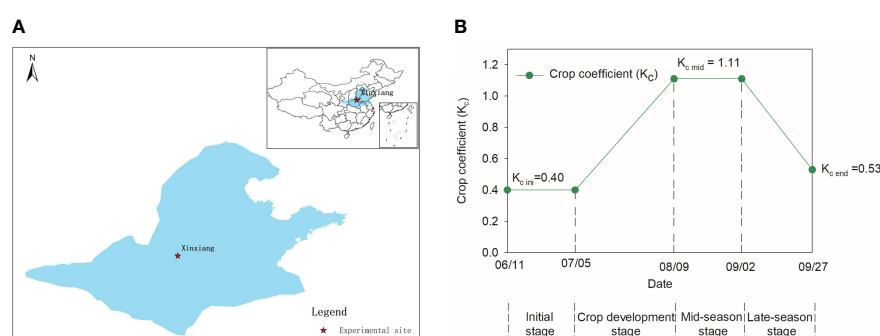 A
N
Xinxiang
Xinxiang
Legend
Experimental site
B
Crop coefficient (Kc)
1.2
1.0
0.8
0.6
0.4
0.2
0.0
Crop coefficient (KC)
Kc mid = 1.11
Kc ini=0.40
Kc end =0.53
06/11 07/05 08/09 09/02 09/27
Date
Initial Crop development Mid-season Late-season
stage stage stage stage